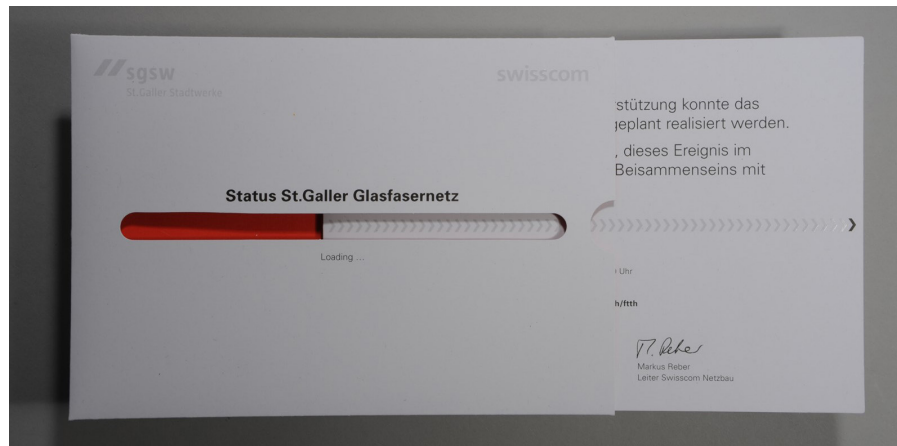 sgsw
St.Galler Stadtwerke
swisscom
Status St.Galler Glasfasernetz
Loading ...
stützung konnte das
geplant realisiert werden.
, dieses Ereignis im
Beisammenseins mit
Uhr
h/ftth
M. Reber
Markus Reber
Leiter Swisscom Netzbau